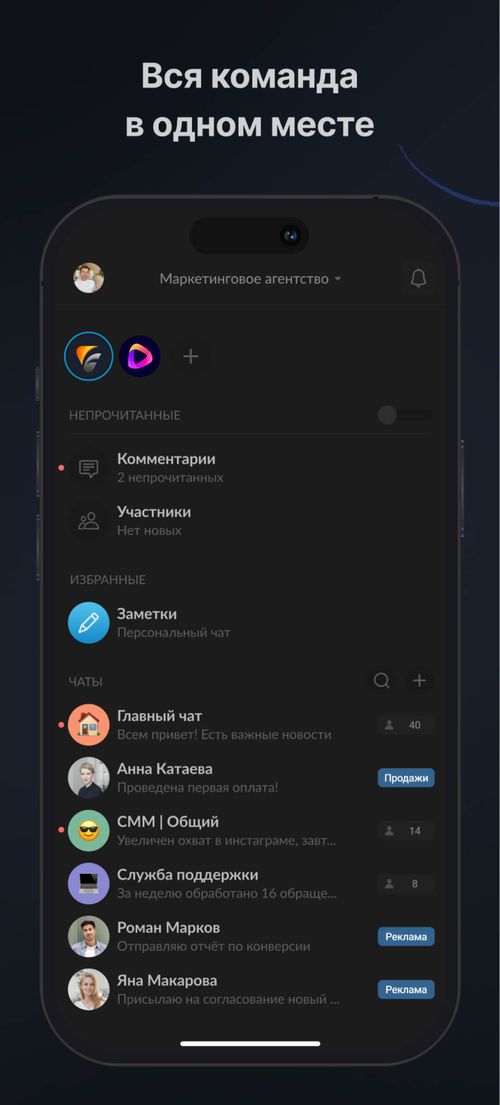 Вся команда
в одном месте
Маркетинговое агентство
НЕПРОЧИТАННЫЕ
Комментарии
2 непрочитанных
Участники
Нет новых
ИЗБРАННЫЕ
Заметки
Персональный чат
ЧАТЫ
Главный чат
40
Всем привет! Есть важные новости
Анна Катаева
Продажи
Проведена первая оплата!
СММ | Общий
14
Увеличен охват в инстаграме, завт...
Служба поддержки
8
За неделю обработано 16 обраще...
Роман Марков
Реклама
Отправляю отчёт по конверсии
Яна Макарова
Реклама
Присылаю на согласование новый ...